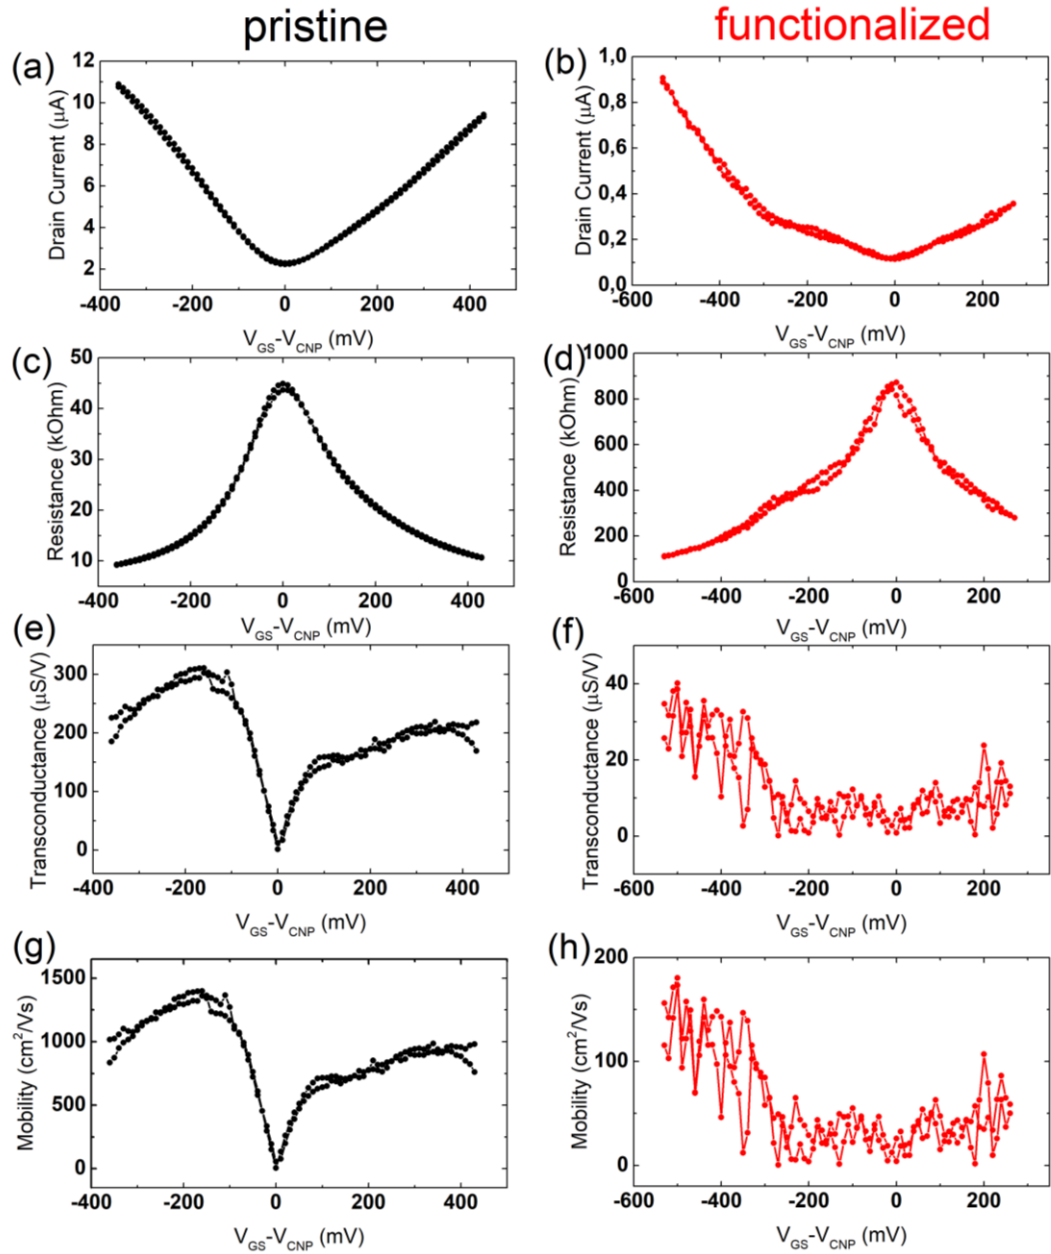 pristine
functionalized
(a)
12
10
8
6
4
2
Drain Current (μA)
-400 -200 0 200 400
V_GS-V_CNP (mV)
(b)
1,0
0,8
0,6
0,4
0,2
0,0
Drain Current (μA)
-600 -400 -200 0 200
V_GS-V_CNP (mV)
(c)
50
40
30
20
10
Resistance (kOhm)
-400 -200 0 200 400
V_GS-V_CNP (mV)
(d)
1000
800
600
400
200
0
Resistance (kOhm)
-600 -400 -200 0 200
V_GS-V_CNP (mV)
(e)
300
200
100
0
Transconductance (μS/V)
-400 -200 0 200 400
V_GS-V_CNP (mV)
(f)
40
20
0
Transconductance (μS/V)
-600 -400 -200 0 200
V_GS-V_CNP (mV)
(g)
1500
1000
500
0
Mobility (cm²/Vs)
-400 -200 0 200 400
V_GS-V_CNP (mV)
(h)
200
100
0
Mobility (cm²/Vs)
-600 -400 -200 0 200
V_GS-V_CNP (mV)